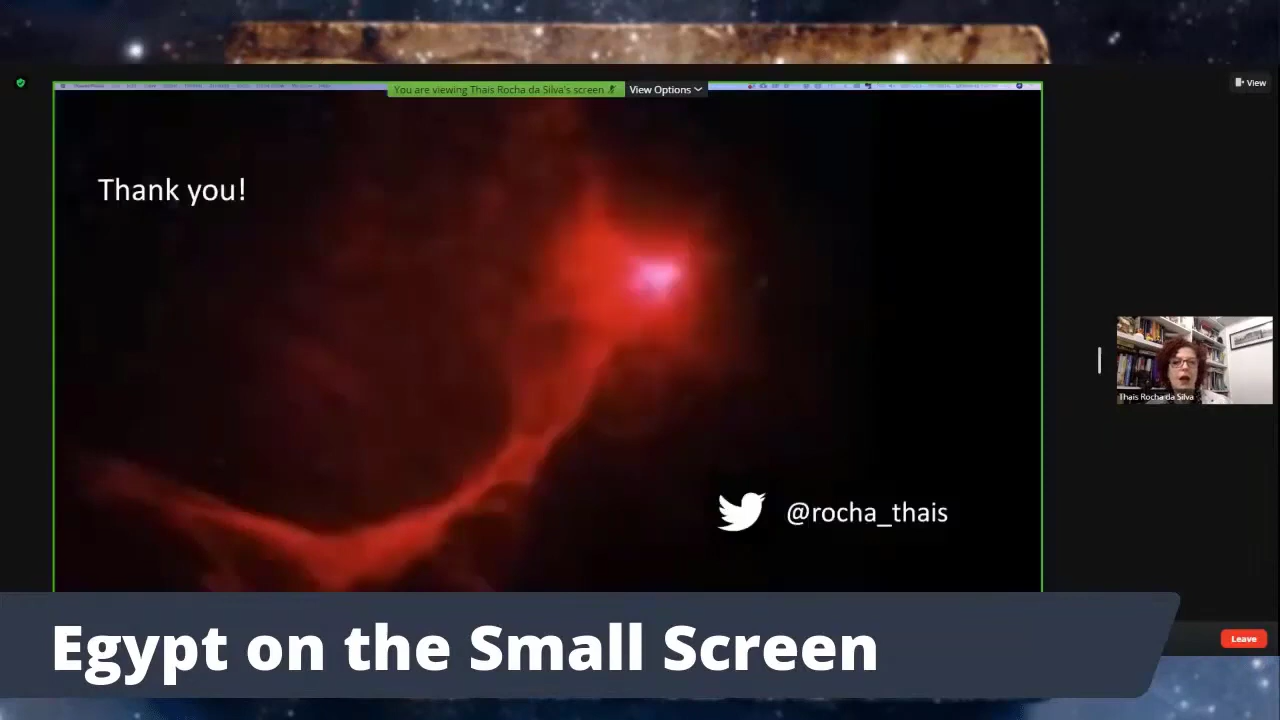 You are viewing Thais Rocha da Silva's screen
View Options
View
Thank you!
Thais Rocha da Silva
@rocha_thais
Egypt on the Small Screen
Leave